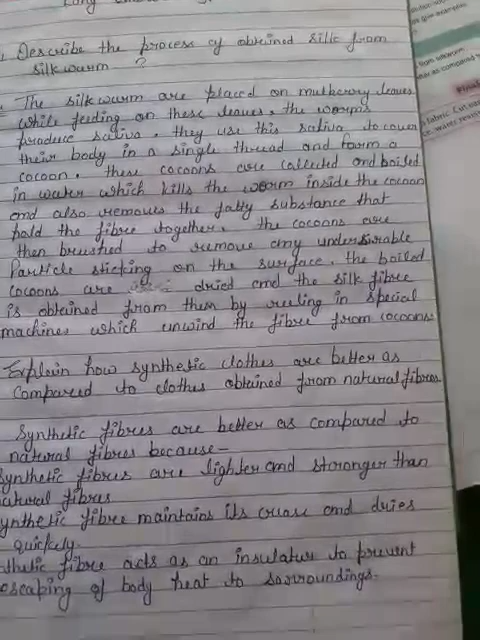 Describe the process of obtained silk from
silkwurm ?
The silkwurm are placed on mulberry leaves
while feeding on these leaves, the worms
produce saliva, they use this saliva to cover
their body in a single thread and form a
cocoon. these cocoons are collected and boiled
in water which kills the worm inside the cocoon
and also removes the fatty substance that
hold the fibre together. the cocoons are
then brushed to remove any undesirable
Particle sticking on the surface. the boiled
cocoons are dried and the silk fibre
is obtained from them by reeling in special
machines which unwind the fibre from cocoons.
Explain how synthetic clothes are better as
compared to clothes obtained from natural fibres.
Synthetic fibres are better as compared to
natural fibres because—
Synthetic fibres are lighter and stronger than
natural fibres
ynthetic fibre maintains its crease and dries
quickly.
thetic fibre acts as an insulator to prevent
escaping of body heat to sorroundings.